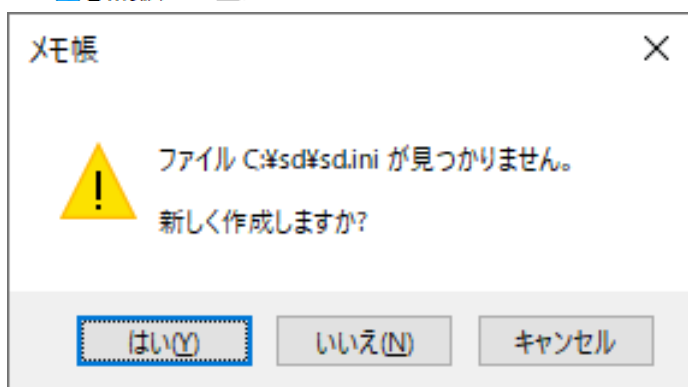 メモ帳
ファイル C:¥sd¥sd.ini が見つかりません。
新しく作成しますか?
はい(Y) いいえ(N) キャンセル